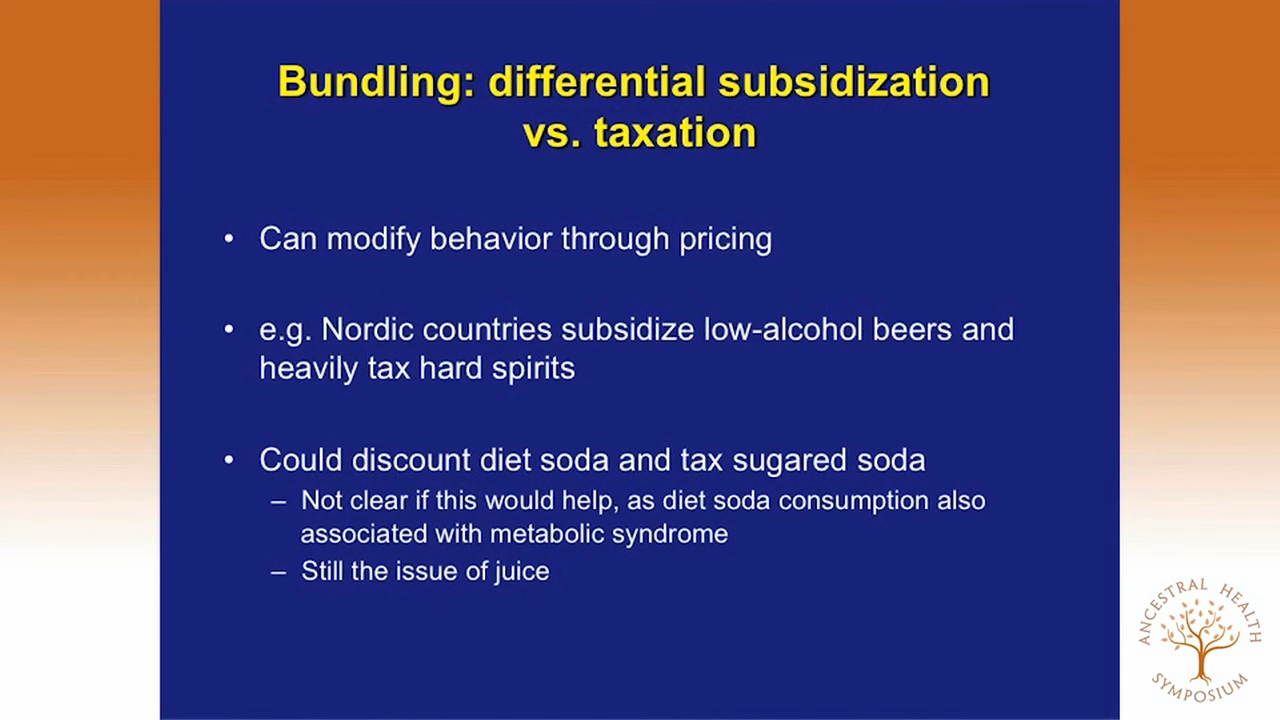 Bundling: differential subsidization
vs. taxation
• Can modify behavior through pricing
• e.g. Nordic countries subsidize low-alcohol beers and
heavily tax hard spirits
• Could discount diet soda and tax sugared soda
– Not clear if this would help, as diet soda consumption also
associated with metabolic syndrome
– Still the issue of juice
ANCESTRAL HEALTH
SYMPOSIUM